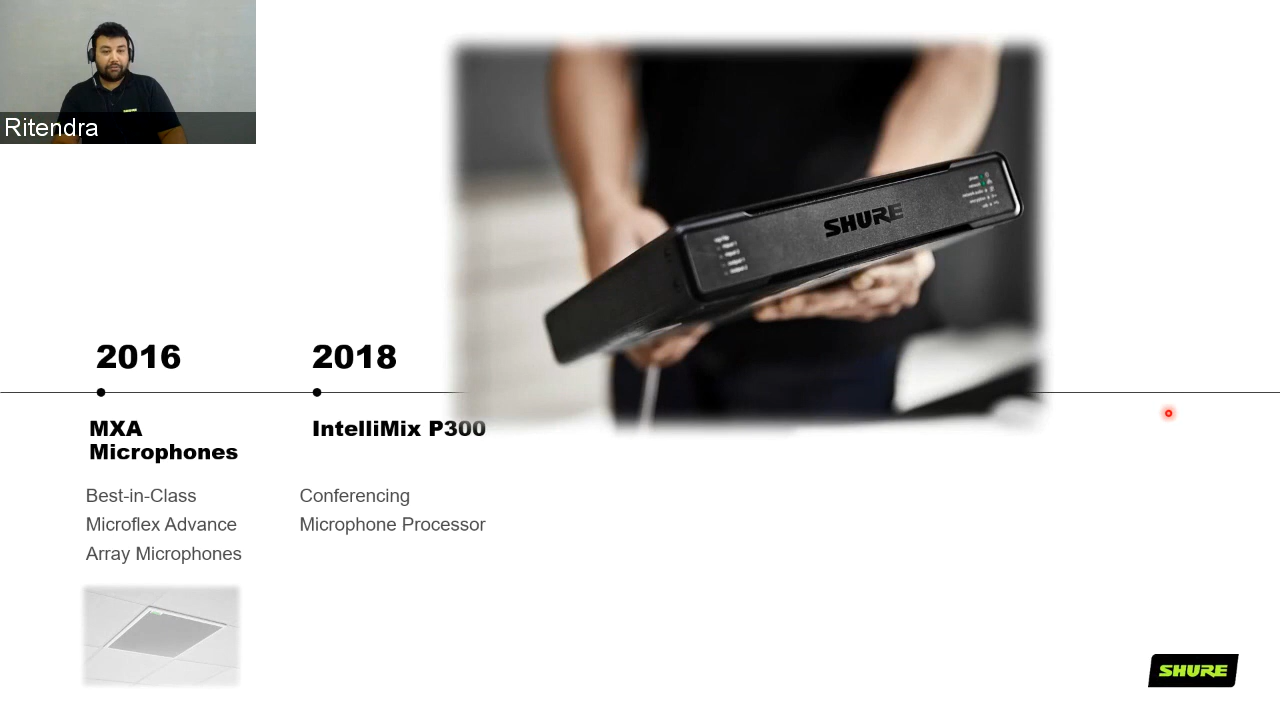 Ritendra
SHURE
2016
2018
MXA
Microphones
IntelliMix P300
Best-in-Class
Microflex Advance
Array Microphones
Conferencing
Microphone Processor
SHURE